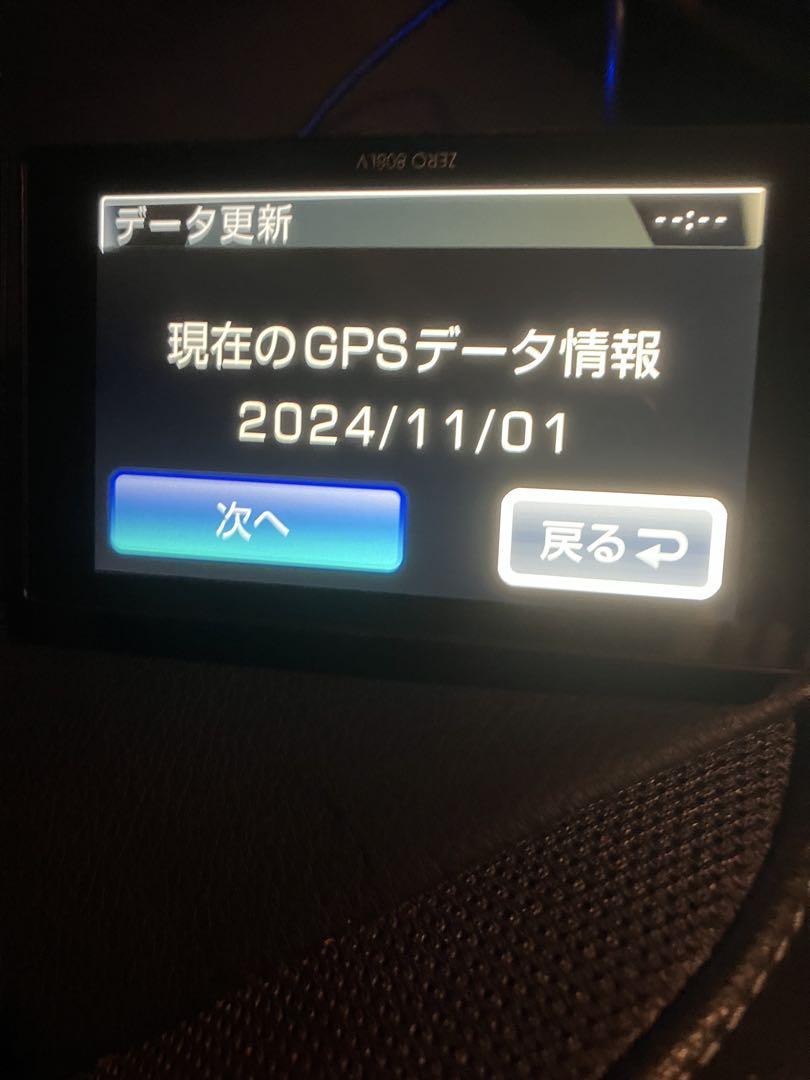 ZERO 808LV
データ更新
--:--
現在のGPSデータ情報
2024/11/01
次へ
戻る